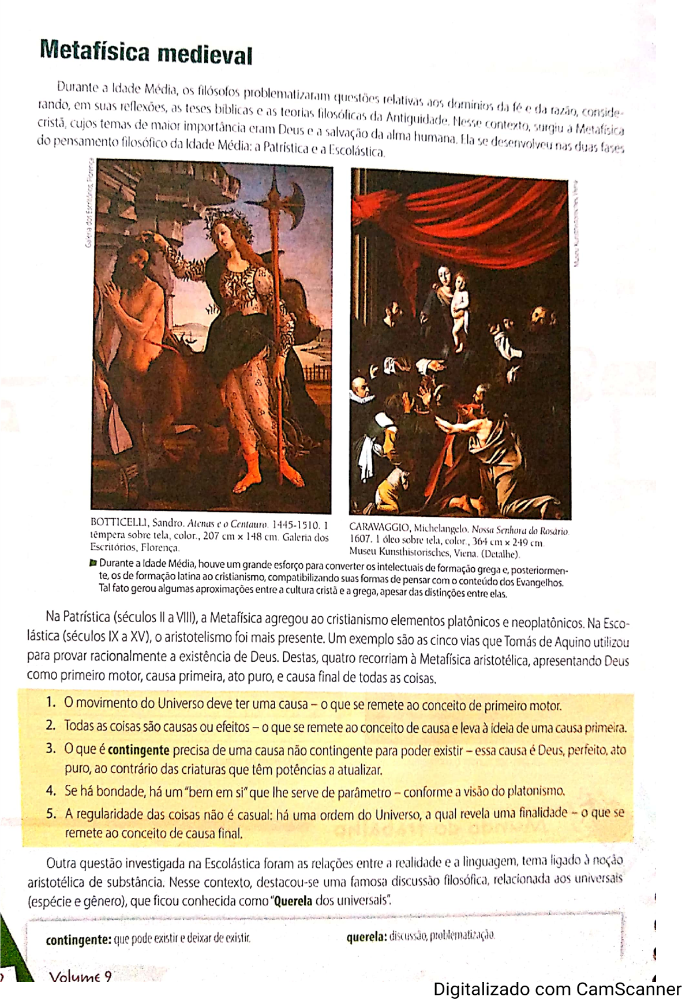 Metafísica medieval
Durante a Idade Média, os filósofos problematizaram questões relativas aos domínios da fé e da razão, conside-
rando, em suas reflexões, as teses bíblicas e as teorias filosóficas da Antiguidade. Nesse contexto, surgiu a Metafísica
cristã, cujos temas de maior importância eram Deus e a salvação da alma humana. Ela se desenvolveu nas duas fases
do pensamento filosófico da Idade Média: a Patrística e a Escolástica.
Galeria dos Escritórios, Florença
BOTTICELLI, Sandro. Atenas e o Centauro. 1445-1510. 1
têmpera sobre tela, color., 207 cm x 148 cm. Galeria dos
Escritórios, Florença.
CARAVAGGIO, Michelangelo. Nossa Senhora do Rosário.
1607. 1 óleo sobre tela, color., 364 cm x 249 cm.
Museu Kunsthistorisches, Viena. (Detalhe).
Durante a Idade Média, houve um grande esforço para converter os intelectuais de formação grega e, posteriormen-
te, os de formação latina ao cristianismo, compatibilizando suas formas de pensar com o conteúdo dos Evangelhos.
Tal fato gerou algumas aproximações entre a cultura cristã e a grega, apesar das distinções entre elas.
Na Patrística (séculos II a VIII), a Metafísica agregou ao cristianismo elementos platônicos e neoplatônicos. Na Esco-
lástica (séculos IX a XV), o aristotelismo foi mais presente. Um exemplo são as cinco vias que Tomás de Aquino utilizou
para provar racionalmente a existência de Deus. Destas, quatro recorriam à Metafísica aristotélica, apresentando Deus
como primeiro motor, causa primeira, ato puro, e causa final de todas as coisas.
1. O movimento do Universo deve ter uma causa – o que se remete ao conceito de primeiro motor.
2. Todas as coisas são causas ou efeitos – o que se remete ao conceito de causa e leva à ideia de uma causa primeira.
3. O que é contingente precisa de uma causa não contingente para poder existir – essa causa é Deus, perfeito, ato
puro, ao contrário das criaturas que têm potências a atualizar.
4. Se há bondade, há um "bem em si" que lhe serve de parâmetro – conforme a visão do platonismo.
5. A regularidade das coisas não é casual: há uma ordem do Universo, a qual revela uma finalidade – o que se
remete ao conceito de causa final.
Outra questão investigada na Escolástica foram as relações entre a realidade e a linguagem, tema ligado à noção
aristotélica de substância. Nesse contexto, destacou-se uma famosa discussão filosófica, relacionada aos universais
(espécie e gênero), que ficou conhecida como "Querela dos universais".
contingente: que pode existir e deixar de existir.
querela: discussão, problematização.
Volume 9
Digitalizado com CamScanner